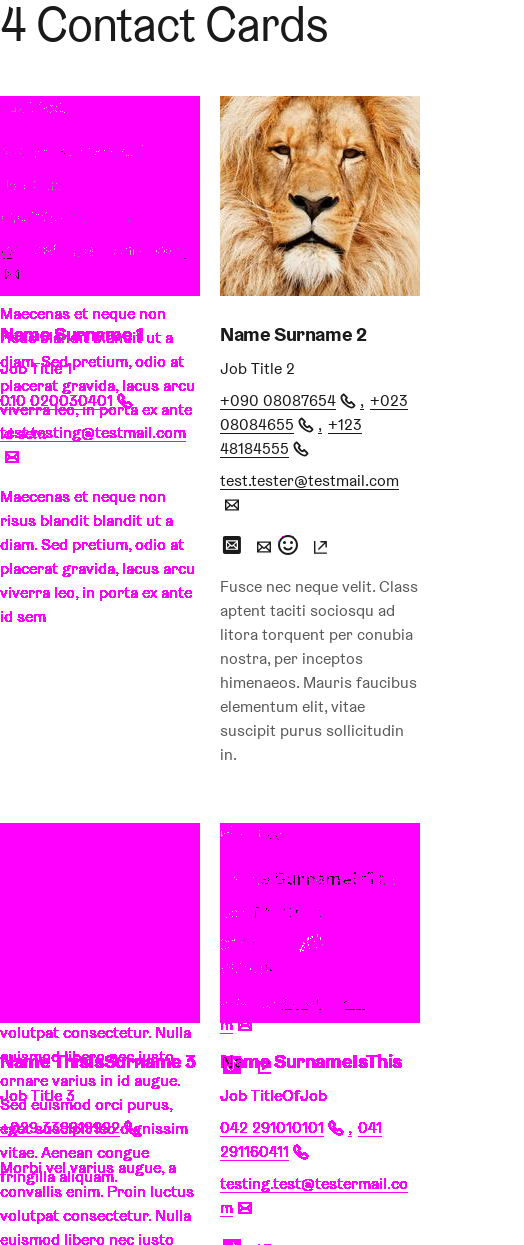 4 Contact Cards
Maecenas et neque non
risus blandit blandit ut a
diam. Sed pretium, odio at
placerat gravida, lacus arcu
viverra leo, in porta ex ante
id sem
Name Surname 1
Job Title 1
010 020030401
test.testing@testmail.com
Maecenas et neque non
risus blandit blandit ut a
diam. Sed pretium, odio at
placerat gravida, lacus arcu
viverra leo, in porta ex ante
id sem
Name Surname 2
Job Title 2
+090 08087654 , +023
08084655 , +123
48184555
test.tester@testmail.com
Fusce nec neque velit. Class
aptent taciti sociosqu ad
litora torquent per conubia
nostra, per inceptos
himenaeos. Mauris faucibus
elementum elit, vitae
suscipit purus sollicitudin
in.
volutpat consectetur. Nulla
euismod libero nec justo
ornare varius in id augue.
Sed euismod orci purus,
eget suscipit leo dignissim
vitae. Aenean congue
fringilla aliquam.
Name ThisIsSurname 3
Job Title 3
Morbi vel varius augue, a
convallis enim. Proin luctus
volutpat consectetur. Nulla
euismod libero nec justo
m
Name SurnameIsThis
Job TitleOfJob
042 291010101 , 041
291160411
testing.test@testermail.co
m